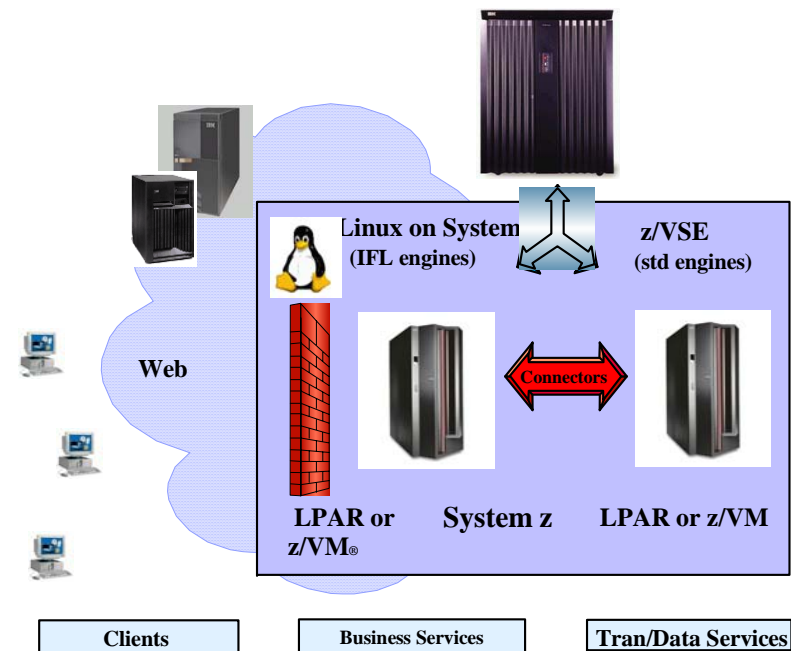 Linux on System
(IFL engines)
z/VSE
(std engines)
Web
Connectors
LPAR or
z/VM®
System z
LPAR or z/VM
Clients
Business Services
Tran/Data Services